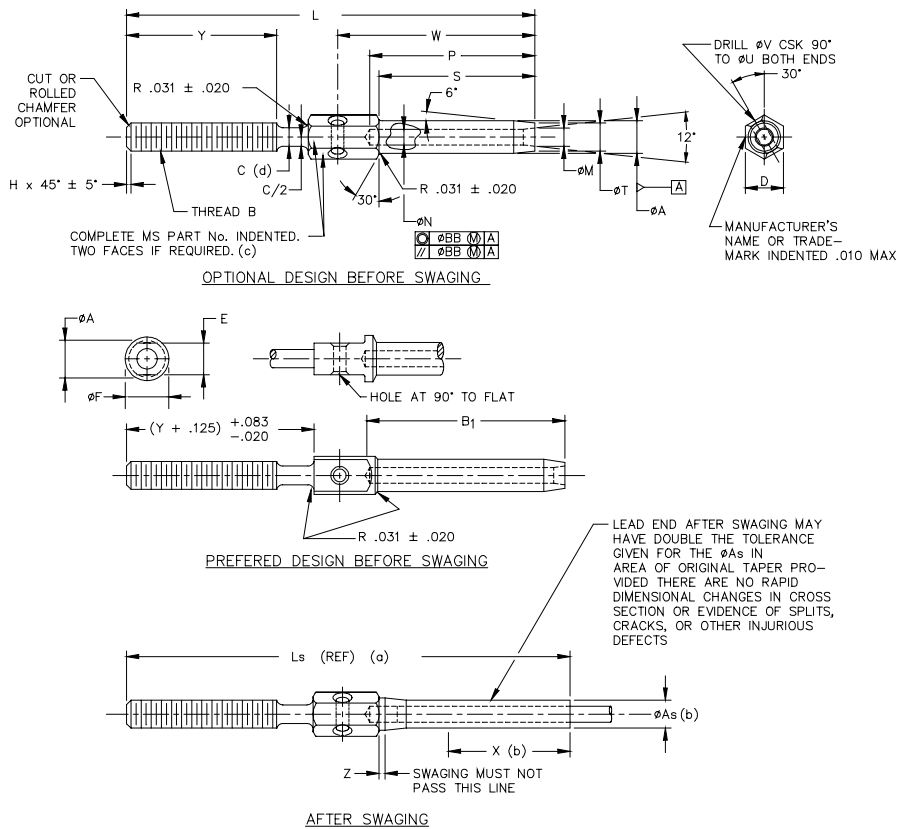 L
Y
W
P
S
DRILL øV CSK 90°
TO øU BOTH ENDS
30°
CUT OR
ROLLED
CHAMFER
OPTIONAL
R .031 ± .020
6°
12°
H x 45° ± 5°
C (d)
C/2
30°
R .031 ± .020
øM
øT
A
øA
D
THREAD B
øN
COMPLETE MS PART No. INDENTED.
TWO FACES IF REQUIRED. (c)
øBB M A
// øBB M A
MANUFACTURER'S
NAME OR TRADE-
MARK INDENTED .010 MAX
OPTIONAL DESIGN BEFORE SWAGING
øA
E
øF
HOLE AT 90° TO FLAT
(Y + .125) +.083
-.020
B1
R .031 ± .020
PREFERED DESIGN BEFORE SWAGING
LEAD END AFTER SWAGING MAY
HAVE DOUBLE THE TOLERANCE
GIVEN FOR THE øAs IN
AREA OF ORIGINAL TAPER PRO-
VIDED THERE ARE NO RAPID
DIMENSIONAL CHANGES IN CROSS
SECTION OR EVIDENCE OF SPLITS,
CRACKS, OR OTHER INJURIOUS
DEFECTS
Ls (REF) (a)
øAs (b)
X (b)
Z
SWAGING MUST NOT
PASS THIS LINE
AFTER SWAGING